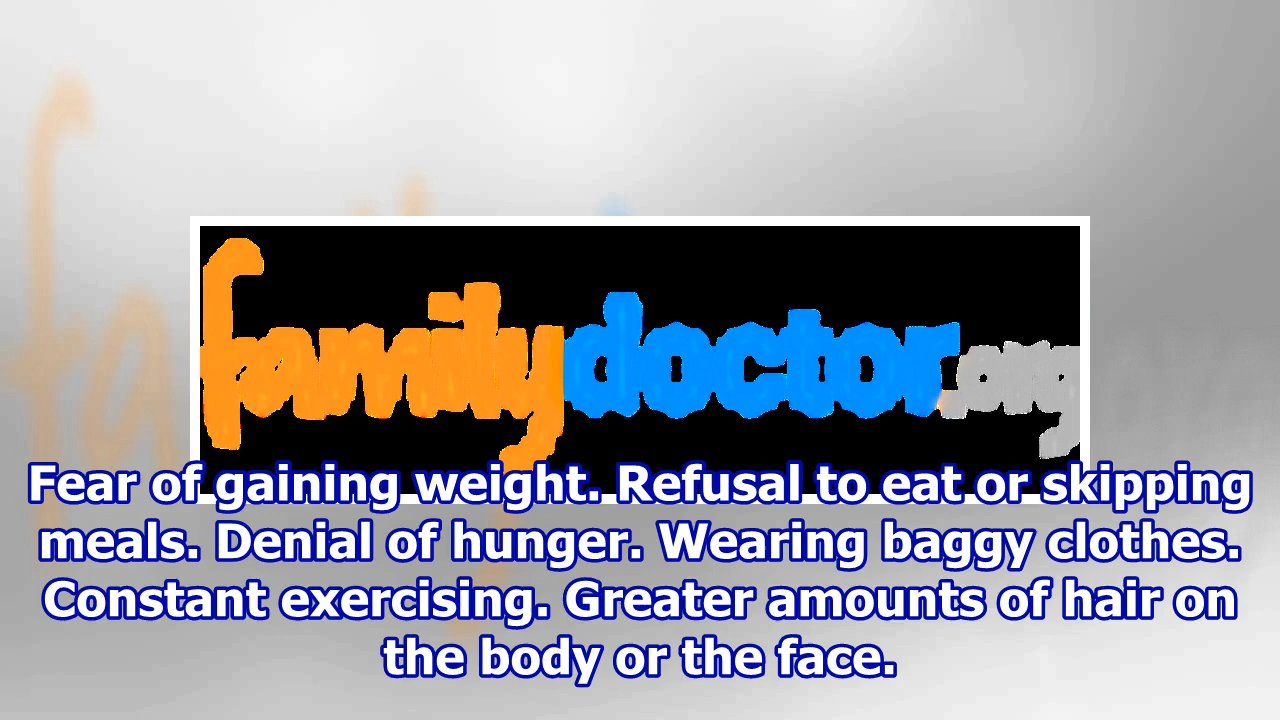 familydoctor.org
Fear of gaining weight. Refusal to eat or skipping
meals. Denial of hunger. Wearing baggy clothes.
Constant exercising. Greater amounts of hair on
the body or the face.